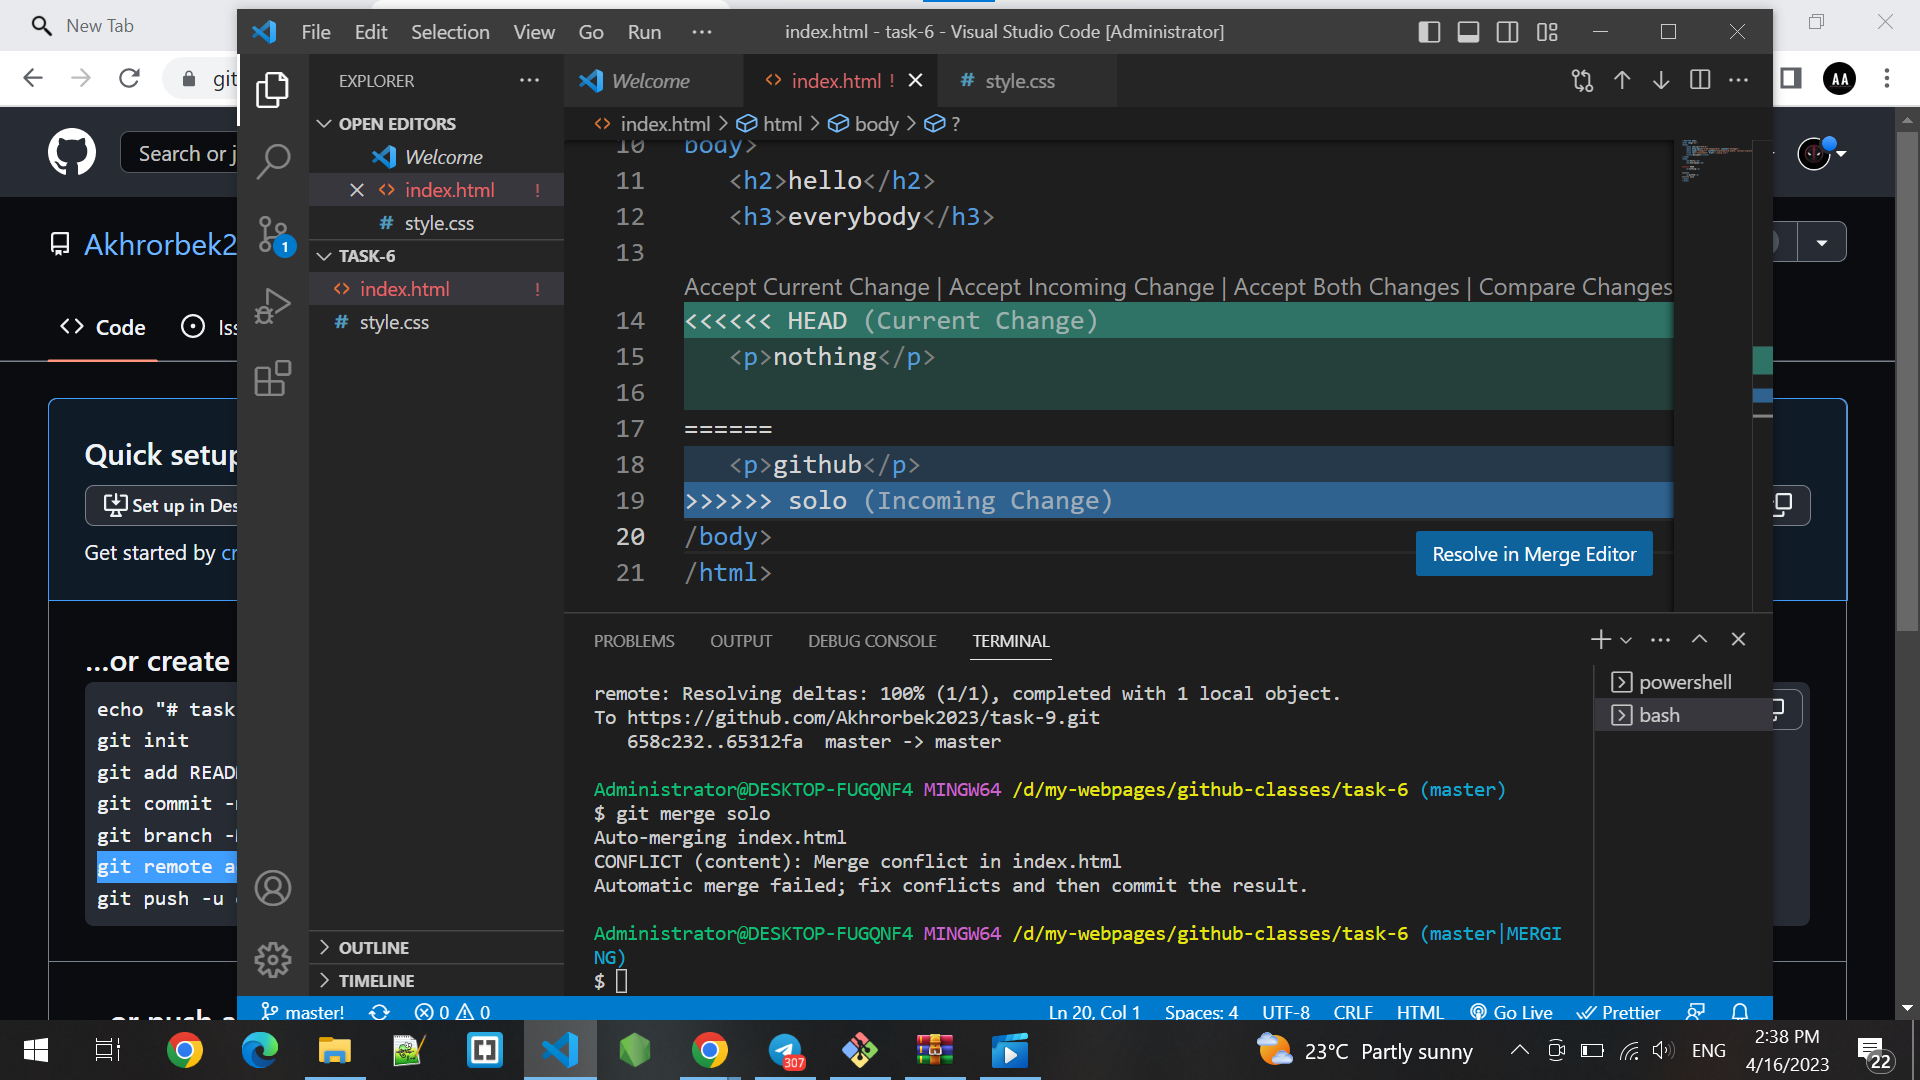 New Tab
File Edit Selection View Go Run ···
index.html - task-6 - Visual Studio Code [Administrator]
git
AA
EXPLORER
Welcome
index.html !
style.css
OPEN EDITORS
Welcome
index.html !
style.css
TASK-6
index.html !
style.css
OUTLINE
TIMELINE
1
index.html > html > body > ?
10 body>
11 <h2>hello</h2>
12 <h3>everybody</h3>
13
Accept Current Change | Accept Incoming Change | Accept Both Changes | Compare Changes
14 <<<<<< HEAD (Current Change)
15 <p>nothing</p>
16
17 ======
18 <p>github</p>
19 >>>>>> solo (Incoming Change)
20 /body>
21 /html>
Resolve in Merge Editor
PROBLEMS OUTPUT DEBUG CONSOLE TERMINAL
powershell
bash
remote: Resolving deltas: 100% (1/1), completed with 1 local object.
To https://github.com/Akhrorbek2023/task-9.git
658c232..65312fa master -> master
Administrator@DESKTOP-FUGQNF4 MINGW64 /d/my-webpages/github-classes/task-6 (master)
$ git merge solo
Auto-merging index.html
CONFLICT (content): Merge conflict in index.html
Automatic merge failed; fix conflicts and then commit the result.
Administrator@DESKTOP-FUGQNF4 MINGW64 /d/my-webpages/github-classes/task-6 (master|MERGI
NG)
$
master! 0 0
Ln 20, Col 1 Spaces: 4 UTF-8 CRLF HTML Go Live Prettier
Search or j
Akhrorbek2
Code
Iss
Quick setup
Set up in Des
Get started by cr
...or create
echo "# task
git init
git add READ
git commit -
git branch -
git remote a
git push -u
307
23°C Partly sunny
ENG
2:38 PM
4/16/2023
22